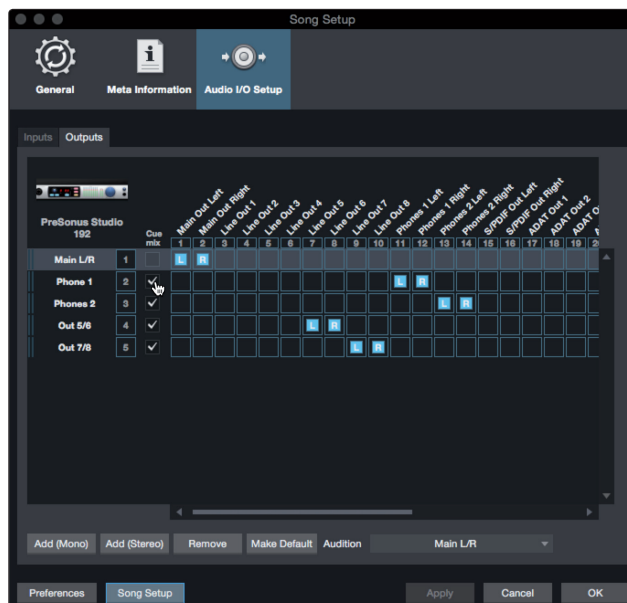 Song Setup
General
Meta Information
Audio I/O Setup
Inputs
Outputs
PreSonus Studio
192
Cue
mix
Main Out Left
Main Out Right
Line Out 1
Line Out 2
Line Out 3
Line Out 4
Line Out 5
Line Out 6
Line Out 7
Line Out 8
Phones 1 Left
Phones 1 Right
Phones 2 Left
Phones 2 Right
S/PDIF Out Left
S/PDIF Out Right
ADAT Out 1
ADAT Out 2
ADAT O
1 2 3 4 5 6 7 8 9 10 11 12 13 14 15 16 17 18 19
Main L/R 1 L R
Phone 1 2 L R
Phones 2 3 L R
Out 5/6 4 L R
Out 7/8 5 L R
Add (Mono) Add (Stereo) Remove Make Default Audition Main L/R
Preferences Song Setup Apply Cancel OK